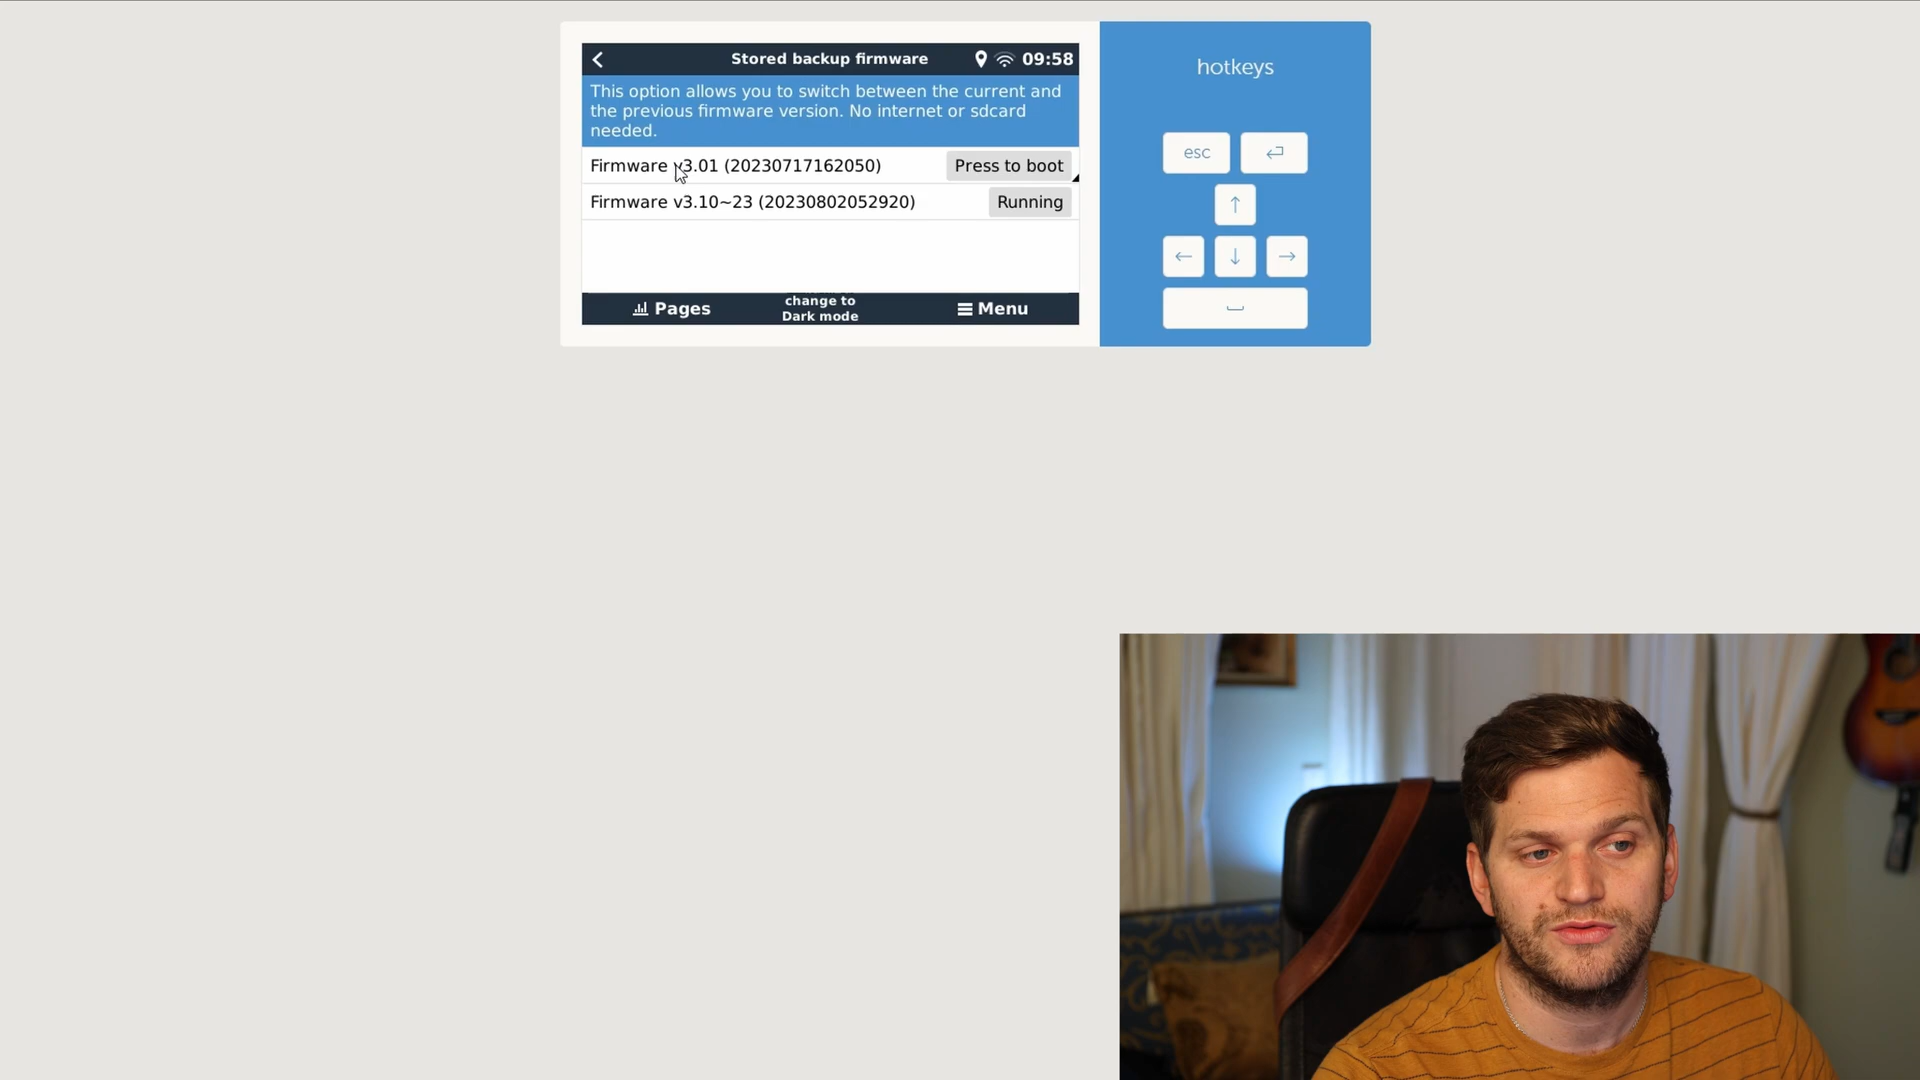 Stored backup firmware
09:58
This option allows you to switch between the current and
the previous firmware version. No internet or sdcard
needed.
Firmware v3.01 (20230717162050)
Press to boot
Firmware v3.10~23 (20230802052920)
Running
Pages
change to
Dark mode
Menu
hotkeys
esc